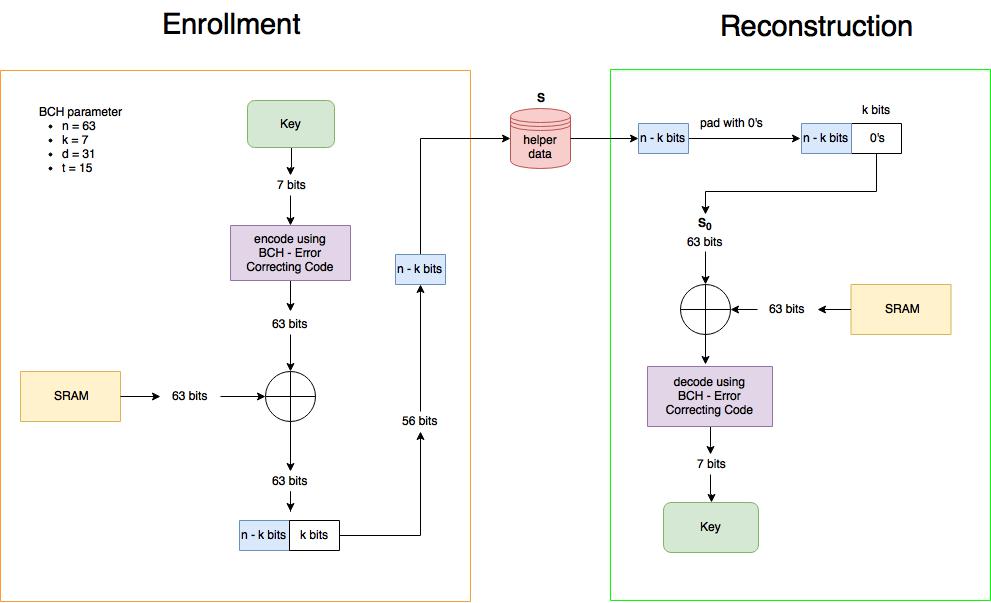 Enrollment
BCH parameter
• n = 63
• k = 7
• d = 31
• t = 15
Key
7 bits
encode using
BCH - Error
Correcting Code
63 bits
SRAM
63 bits
63 bits
n - k bits
k bits
56 bits
n - k bits
S
helper
data
Reconstruction
n - k bits
pad with 0's
k bits
n - k bits
0's
S₀
63 bits
63 bits
SRAM
decode using
BCH - Error
Correcting Code
7 bits
Key